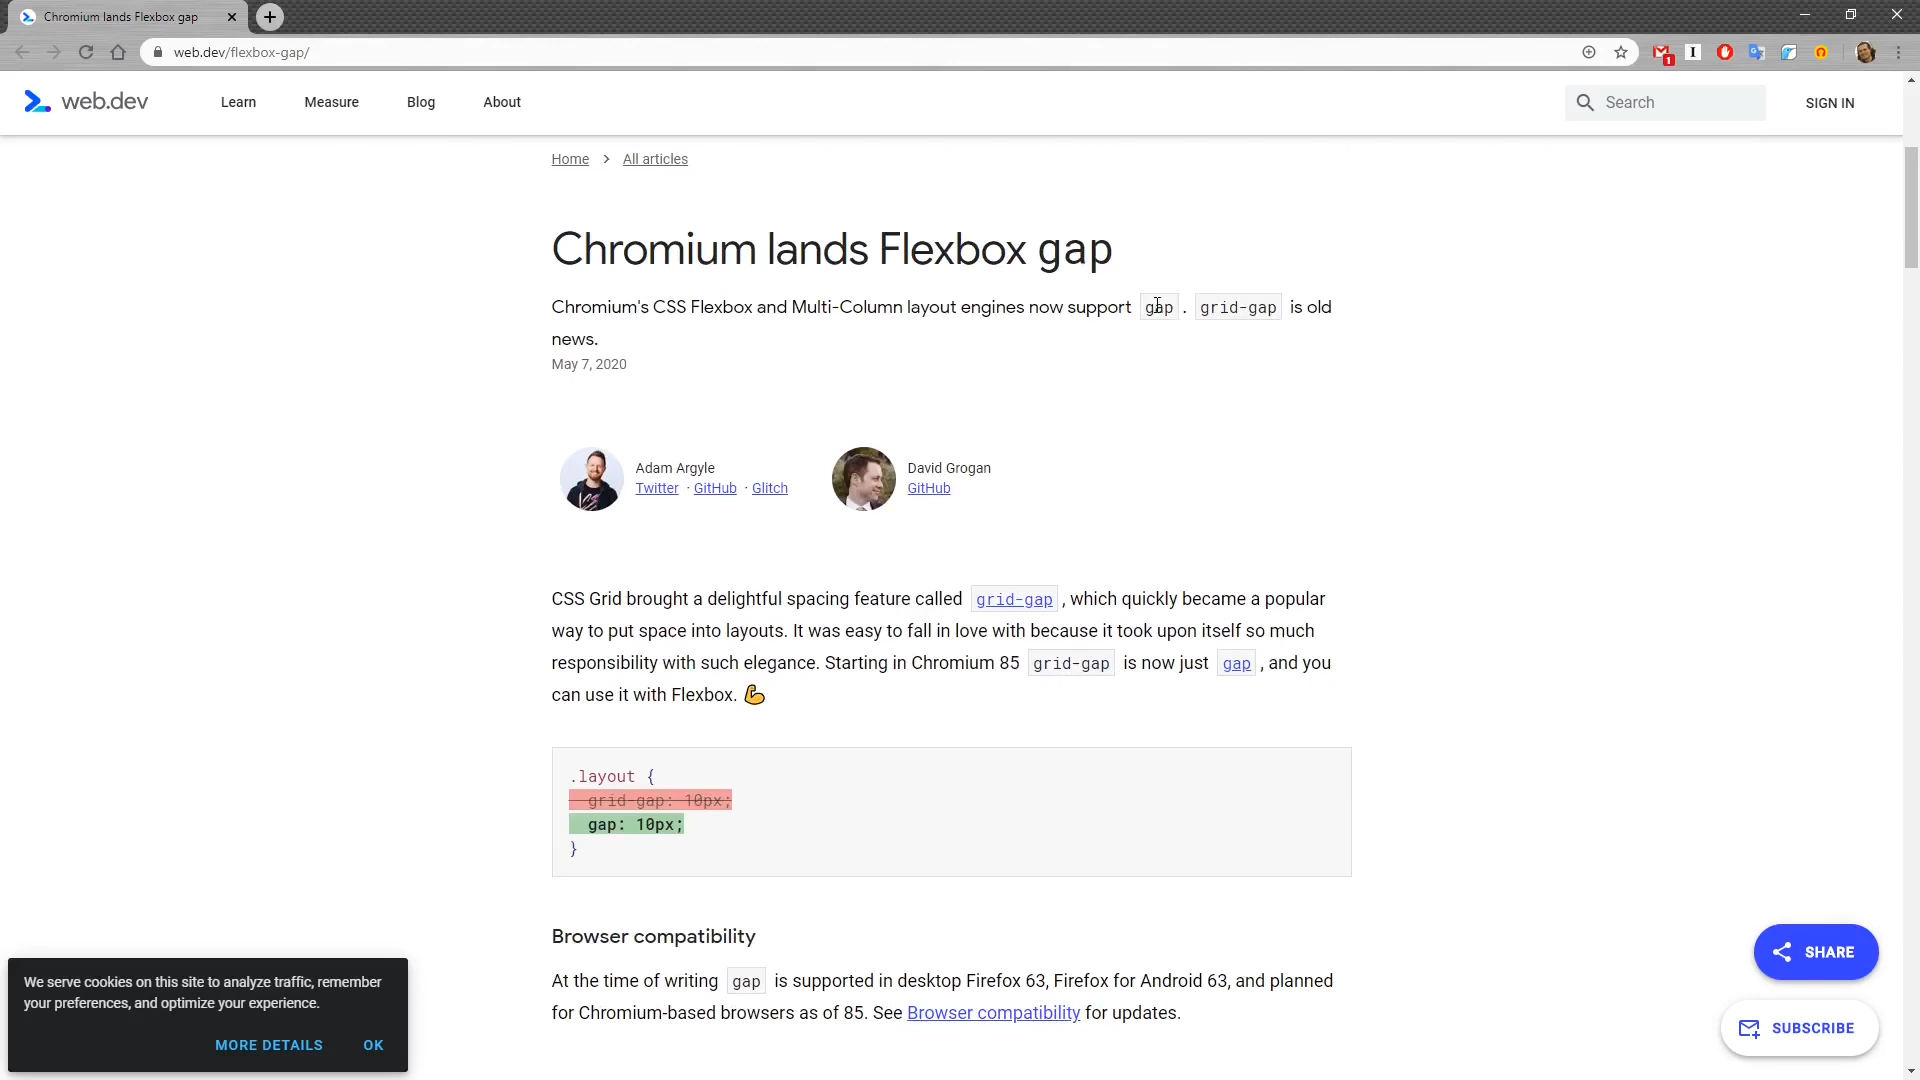 Chromium lands Flexbox gap
web.dev/flexbox-gap/
1
web.dev
Learn
Measure
Blog
About
Search
SIGN IN
Home > All articles
Chromium lands Flexbox gap
Chromium's CSS Flexbox and Multi-Column layout engines now support gap. grid-gap is old
news.
May 7, 2020
Adam Argyle
Twitter · GitHub · Glitch
David Grogan
GitHub
CSS Grid brought a delightful spacing feature called grid-gap, which quickly became a popular
way to put space into layouts. It was easy to fall in love with because it took upon itself so much
responsibility with such elegance. Starting in Chromium 85 grid-gap is now just gap, and you
can use it with Flexbox. 💪
.layout {
grid-gap: 10px;
gap: 10px;
}
Browser compatibility
At the time of writing gap is supported in desktop Firefox 63, Firefox for Android 63, and planned
for Chromium-based browsers as of 85. See Browser compatibility for updates.
We serve cookies on this site to analyze traffic, remember
your preferences, and optimize your experience.
MORE DETAILS
OK
SHARE
SUBSCRIBE